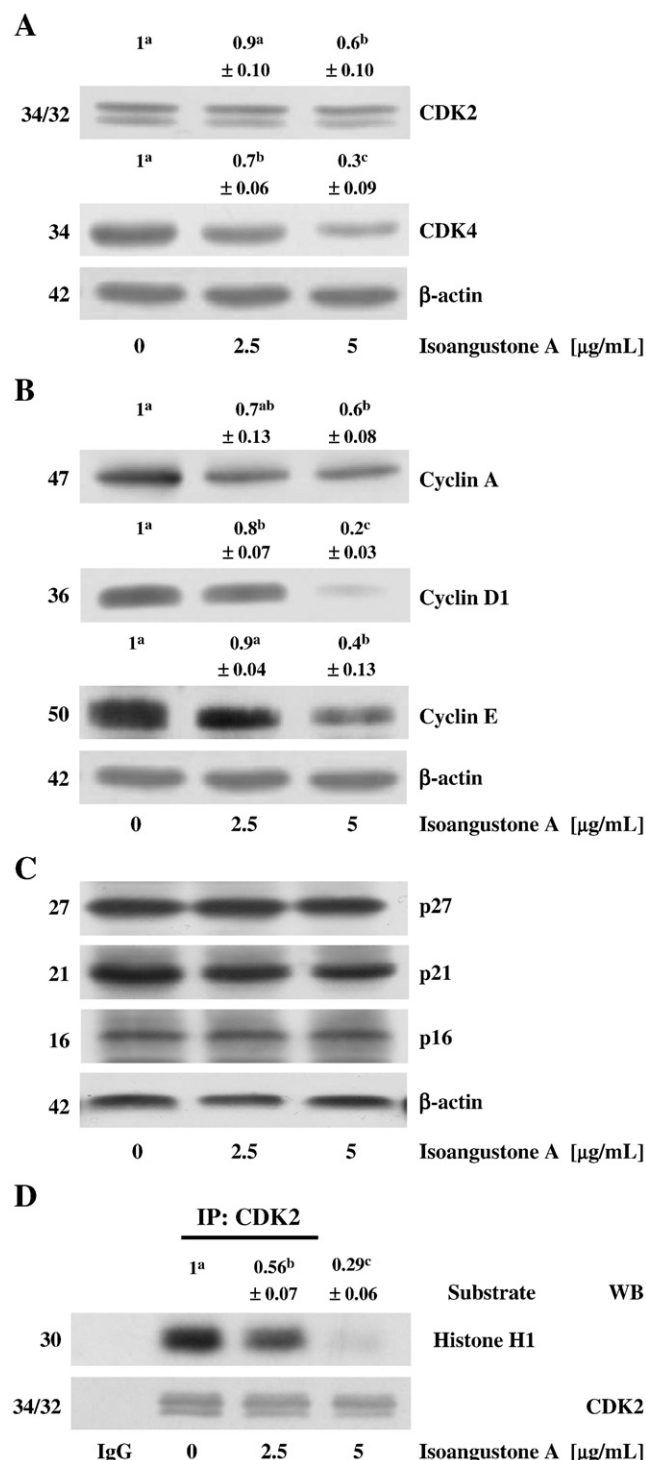 A
1ᵃ 0.9ᵃ 0.6ᵇ
± 0.10 ± 0.10
34/32 CDK2
1ᵃ 0.7ᵇ 0.3ᶜ
± 0.06 ± 0.09
34 CDK4
42 β-actin
0 2.5 5 Isoangustone A [µg/mL]
B
1ᵃ 0.7ᵃᵇ 0.6ᵇ
± 0.13 ± 0.08
47 Cyclin A
1ᵃ 0.8ᵇ 0.2ᶜ
± 0.07 ± 0.03
36 Cyclin D1
1ᵃ 0.9ᵃ 0.4ᵇ
± 0.04 ± 0.13
50 Cyclin E
42 β-actin
0 2.5 5 Isoangustone A [µg/mL]
C
27 p27
21 p21
16 p16
42 β-actin
0 2.5 5 Isoangustone A [µg/mL]
D
IP: CDK2
1ᵃ 0.56ᵇ 0.29ᶜ
± 0.07 ± 0.06 Substrate WB
30 Histone H1
34/32 CDK2
IgG 0 2.5 5 Isoangustone A [µg/mL]